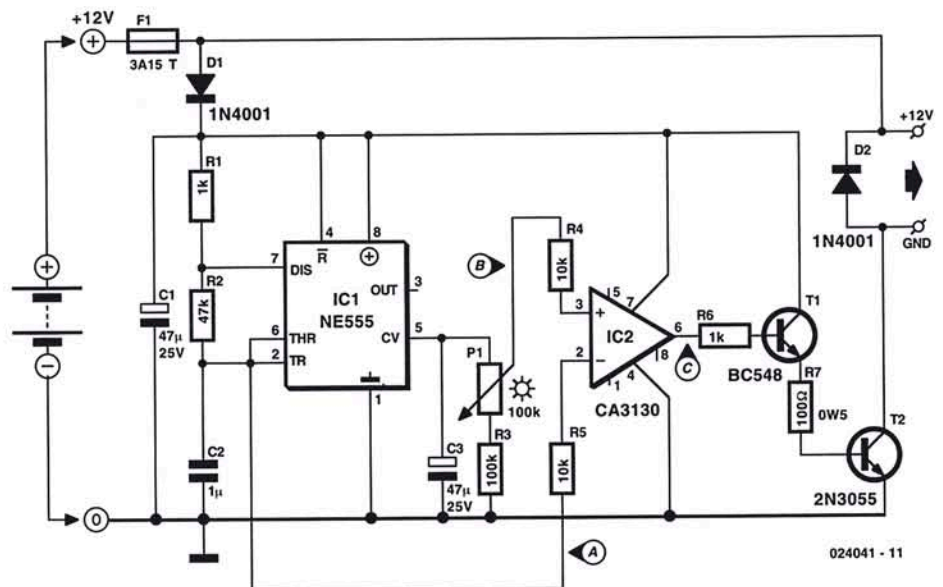 +12V
F1
3A15 T
D1
1N4001
R1
1k
R2
47k
C1
47µ
25V
C2
1µ
4
R
8
7
DIS
IC1
NE555
OUT
3
6
THR
2
TR
CV
5
1
P1
100k
C3
47µ
25V
R3
100k
B
R4
10k
3
+
5
7
IC2
2
−
1
4
6
8
CA3130
R5
10k
A
C
R6
1k
T1
BC548
R7
100Ω
0W5
T2
2N3055
D2
1N4001
+12V
GND
0
024041 - 11